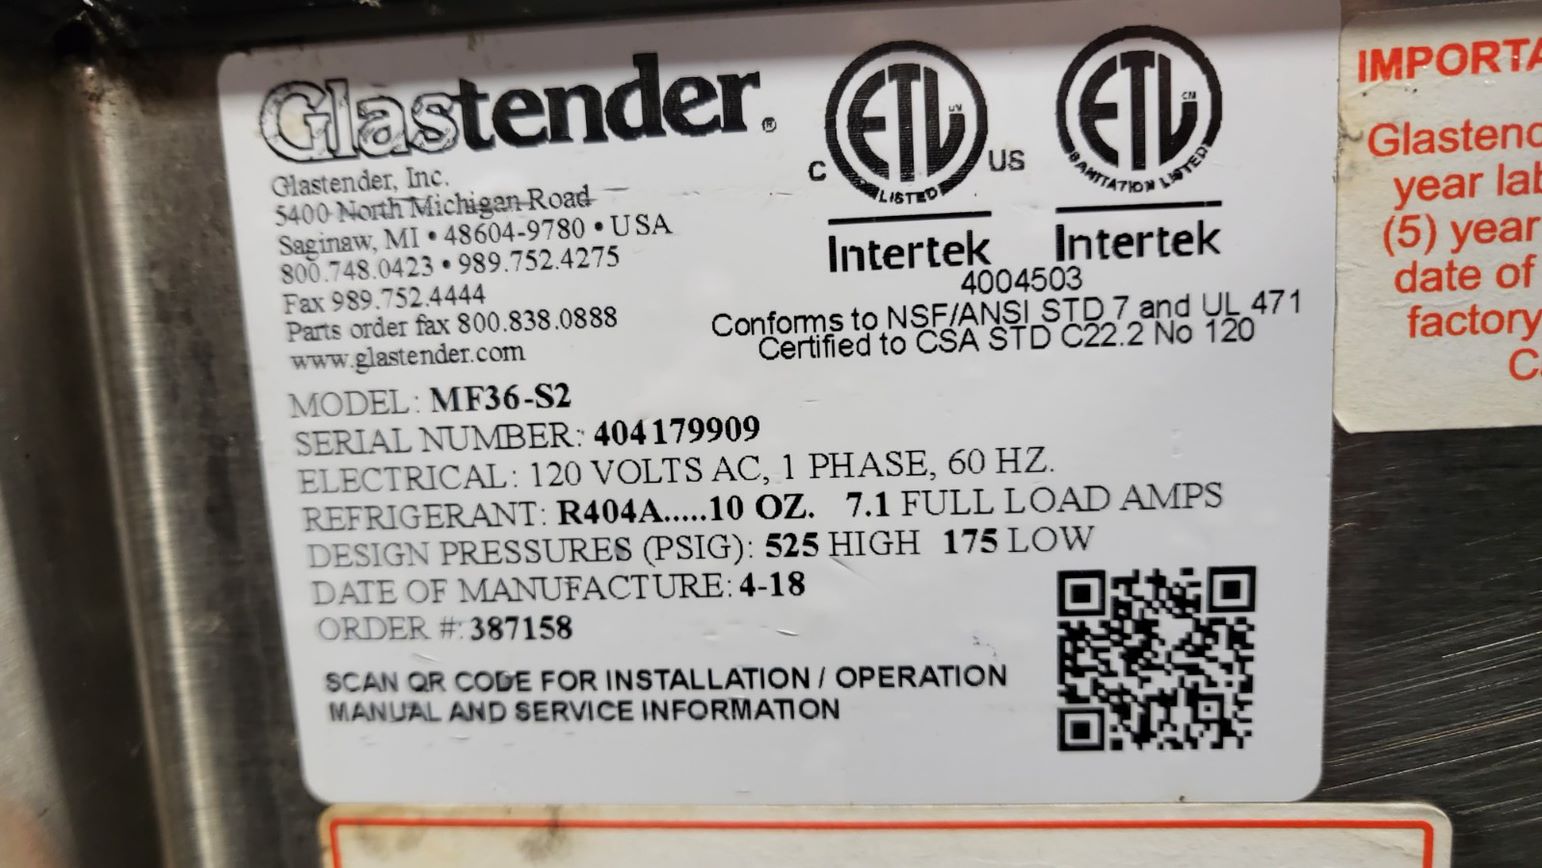 Glastender®
Glastender, Inc.
5400 North Michigan Road
Saginaw, MI • 48604-9780 • USA
800.748.0423 • 989.752.4275
Fax 989.752.4444
Parts order fax 800.838.0888
www.glastender.com
C ETL CM LISTED US
Intertek
ETL CM SANITATION LISTED
Intertek
4004503
Conforms to NSF/ANSI STD 7 and UL 471
Certified to CSA STD C22.2 No 120
MODEL: MF36-S2
SERIAL NUMBER: 404179909
ELECTRICAL: 120 VOLTS AC, 1 PHASE, 60 HZ.
REFRIGERANT: R404A.....10 OZ. 7.1 FULL LOAD AMPS
DESIGN PRESSURES (PSIG): 525 HIGH 175 LOW
DATE OF MANUFACTURE: 4-18
ORDER #: 387158
SCAN QR CODE FOR INSTALLATION / OPERATION
MANUAL AND SERVICE INFORMATION
IMPORTA
Glastend
year lab
(5) year
date of
factory
C